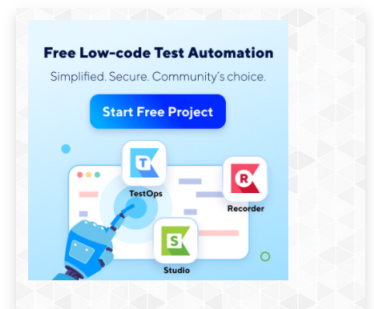 Free Low-code Test Automation
Simplified. Secure. Community's choice.
Start Free Project
T
TestOps
R
Recorder
S
Studio